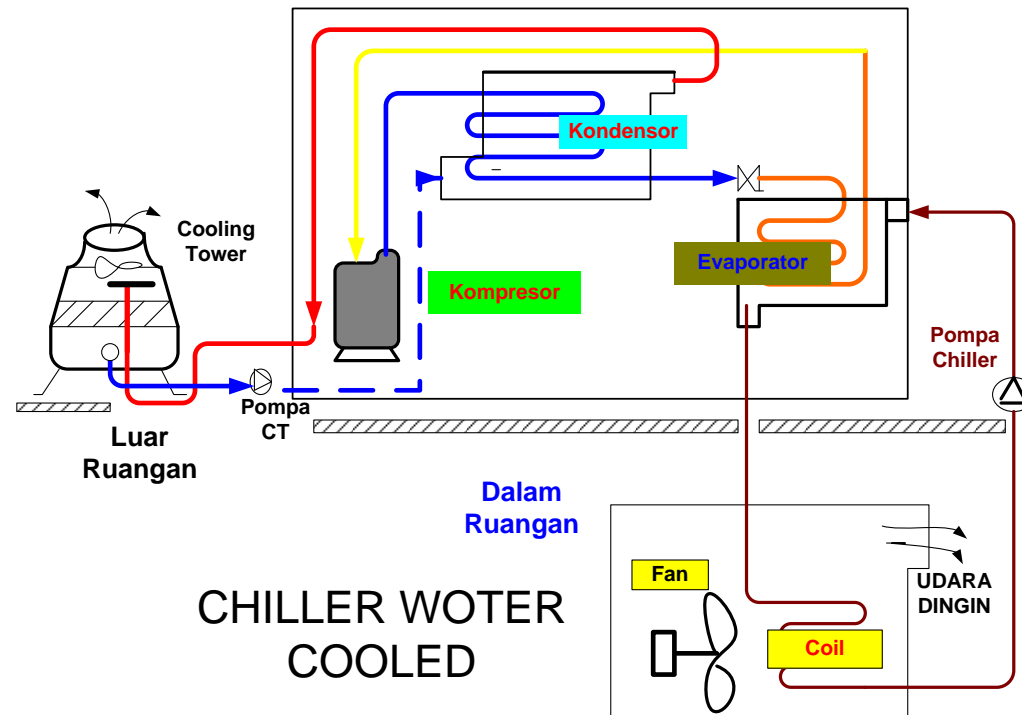 Kondensor
Cooling
Tower
Evaporator
Kompresor
Pompa
Chiller
Pompa
CT
Luar
Ruangan
Dalam
Ruangan
Fan
UDARA
DINGIN
CHILLER WOTER
COOLED
Coil